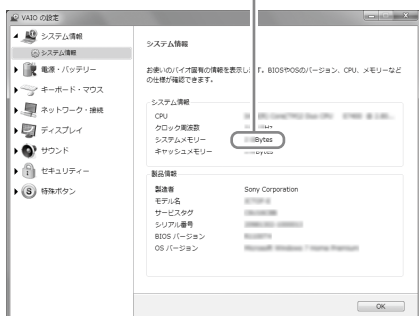 VAIO の設定
システム情報
システム情報
電源・バッテリー
キーボード・マウス
ネットワーク・接続
ディスプレイ
サウンド
セキュリティー
特殊ボタン
システム情報
お使いのバイオ固有の情報を表示し す。BIOSやOSのバージョン、CPU、メモリーなど
の仕様が確認できます。
システム情報
CPU
クロック周波数
システムメモリー Bytes
キャッシュメモリー Bytes
製品情報
製造者 Sony Corporation
モデル名
サービスタグ
シリアル番号
BIOS バージョン
OS バージョン
OK